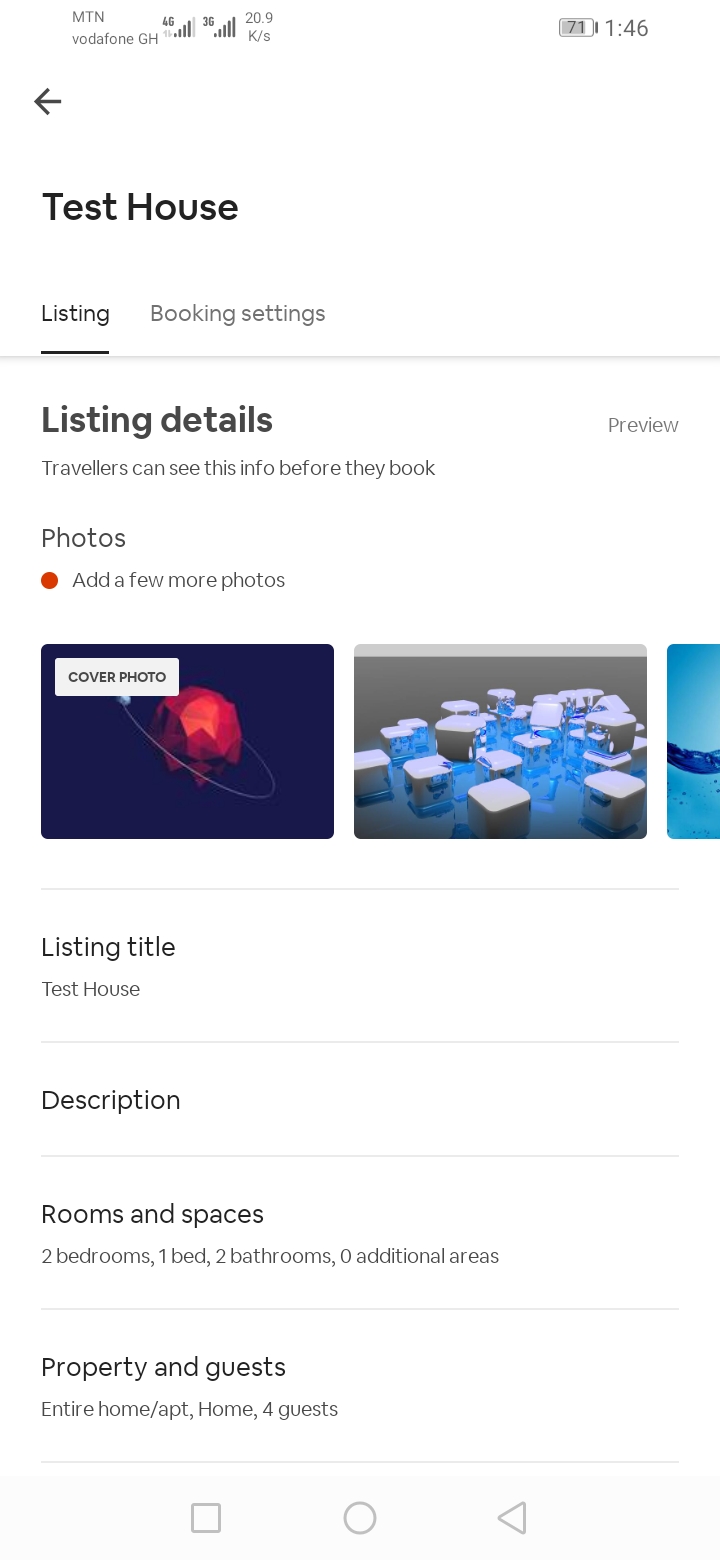 MTN
vodafone GH
4G
3G
20.9
K/s
71
1:46
Test House
Listing
Booking settings
Listing details
Preview
Travellers can see this info before they book
Photos
Add a few more photos
COVER PHOTO
Listing title
Test House
Description
Rooms and spaces
2 bedrooms, 1 bed, 2 bathrooms, 0 additional areas
Property and guests
Entire home/apt, Home, 4 guests